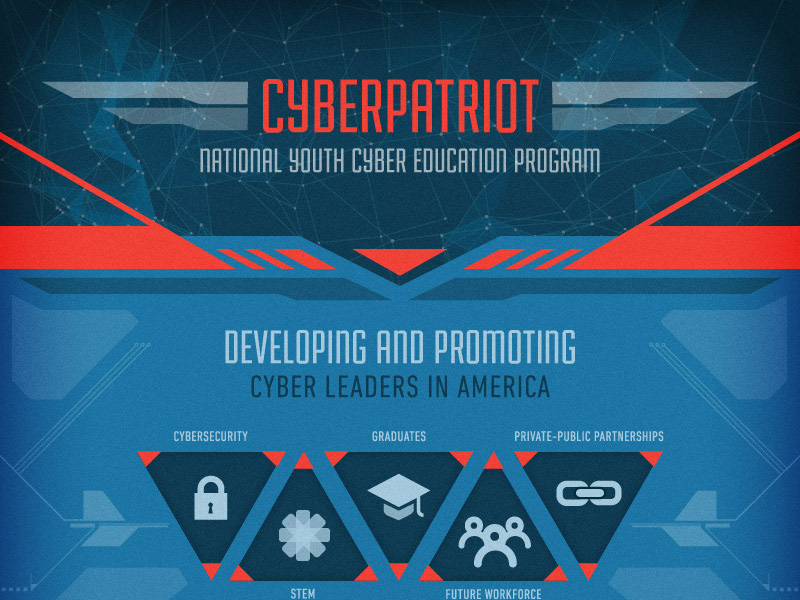 CYBERPATRIOT
NATIONAL YOUTH CYBER EDUCATION PROGRAM
DEVELOPING AND PROMOTING
CYBER LEADERS IN AMERICA
CYBERSECURITY
GRADUATES
PRIVATE-PUBLIC PARTNERSHIPS
STEM
FUTURE WORKFORCE